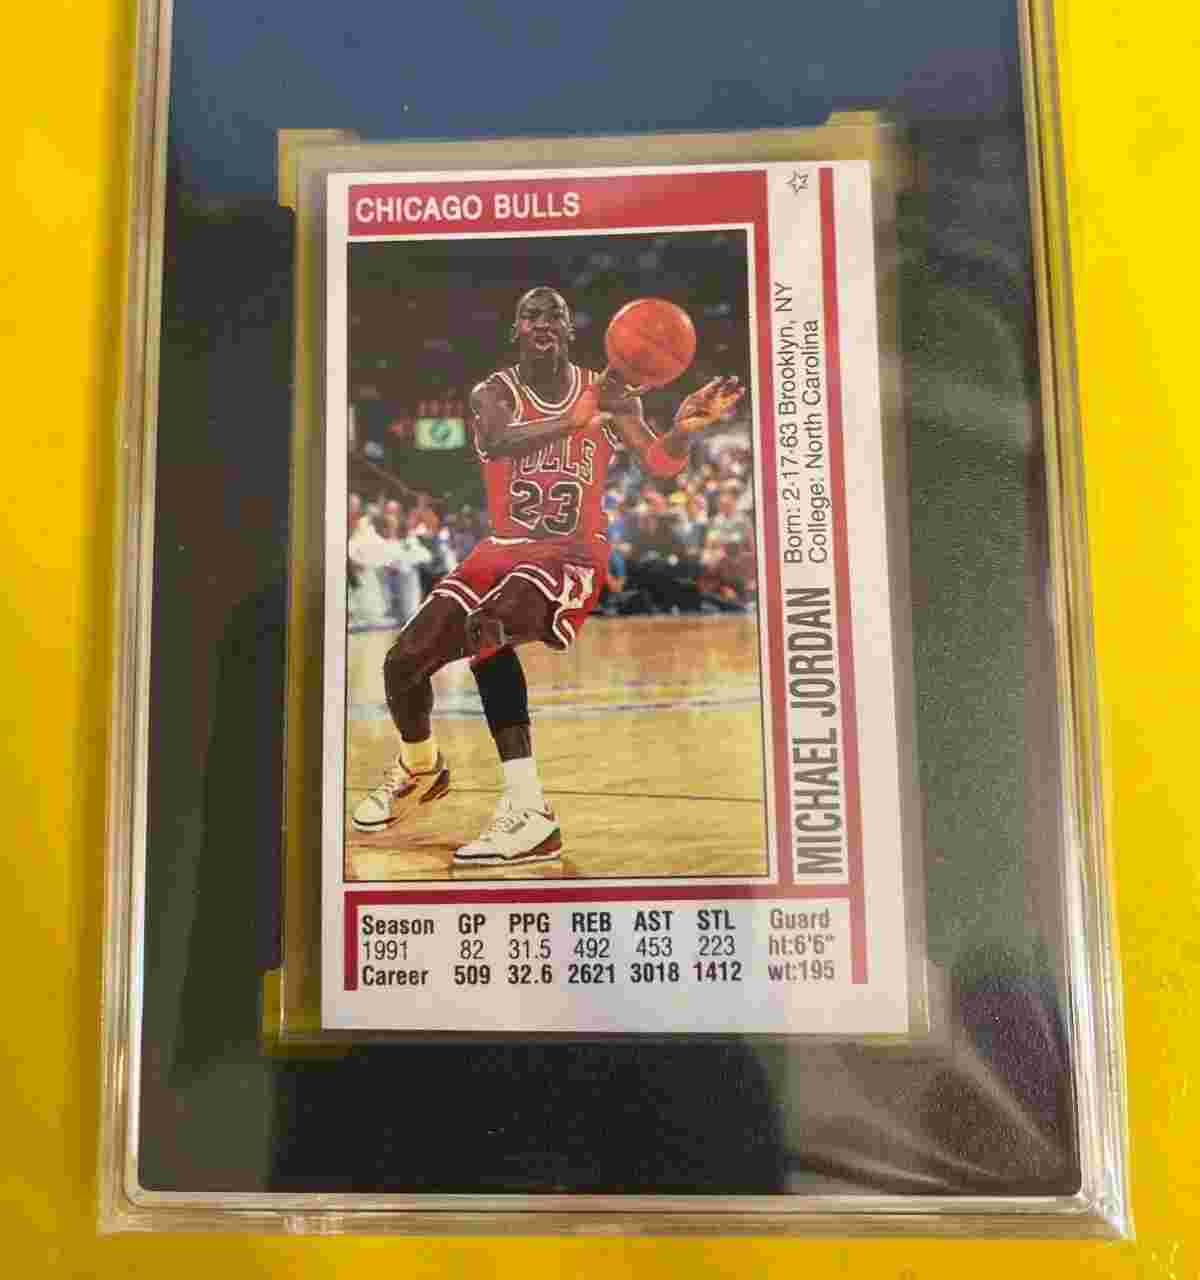 CHICAGO BULLS
BULLS
23
MICHAEL JORDAN
Born: 2-17-63 Brooklyn, NY
College: North Carolina
Season GP PPG REB AST STL Guard
1991 82 31.5 492 453 223 ht:6'6"
Career 509 32.6 2621 3018 1412 wt:195